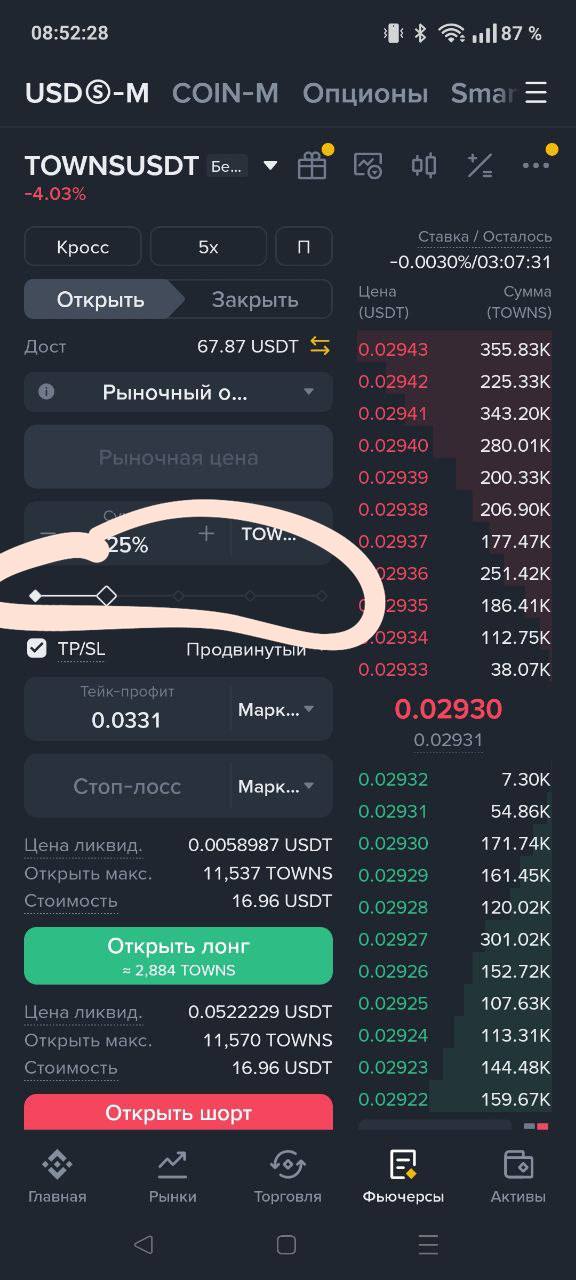 08:52:28 87 %
USDⓈ-M COIN-M Опционы Smar
TOWNSUSDT Бе...
-4.03%
Кросс 5x П
Ставка / Осталось
-0.0030%/03:07:31
Открыть Закрыть
Цена Сумма
(USDT) (TOWNS)
Дост 67.87 USDT
Рыночный о...
Рыночная цена
25% TOW...
TP/SL Продвинутый
Тейк-профит
0.0331 Марк...
Стоп-лосс Марк...
Цена ликвид. 0.0058987 USDT
Открыть макс. 11,537 TOWNS
Стоимость 16.96 USDT
Открыть лонг
≈ 2,884 TOWNS
Цена ликвид. 0.0522229 USDT
Открыть макс. 11,570 TOWNS
Стоимость 16.96 USDT
Открыть шорт
0.02943 355.83K
0.02942 225.33K
0.02941 343.20K
0.02940 280.01K
0.02939 200.33K
0.02938 206.90K
0.02937 177.47K
02936 251.42K
02935 186.41K
0.02934 112.75K
0.02933 38.07K
0.02930
0.02931
0.02932 7.30K
0.02931 54.86K
0.02930 171.74K
0.02929 161.45K
0.02928 120.02K
0.02927 301.02K
0.02926 152.72K
0.02925 107.63K
0.02924 113.31K
0.02923 144.48K
0.02922 159.67K
Главная Рынки Торговля Фьючерсы Активы